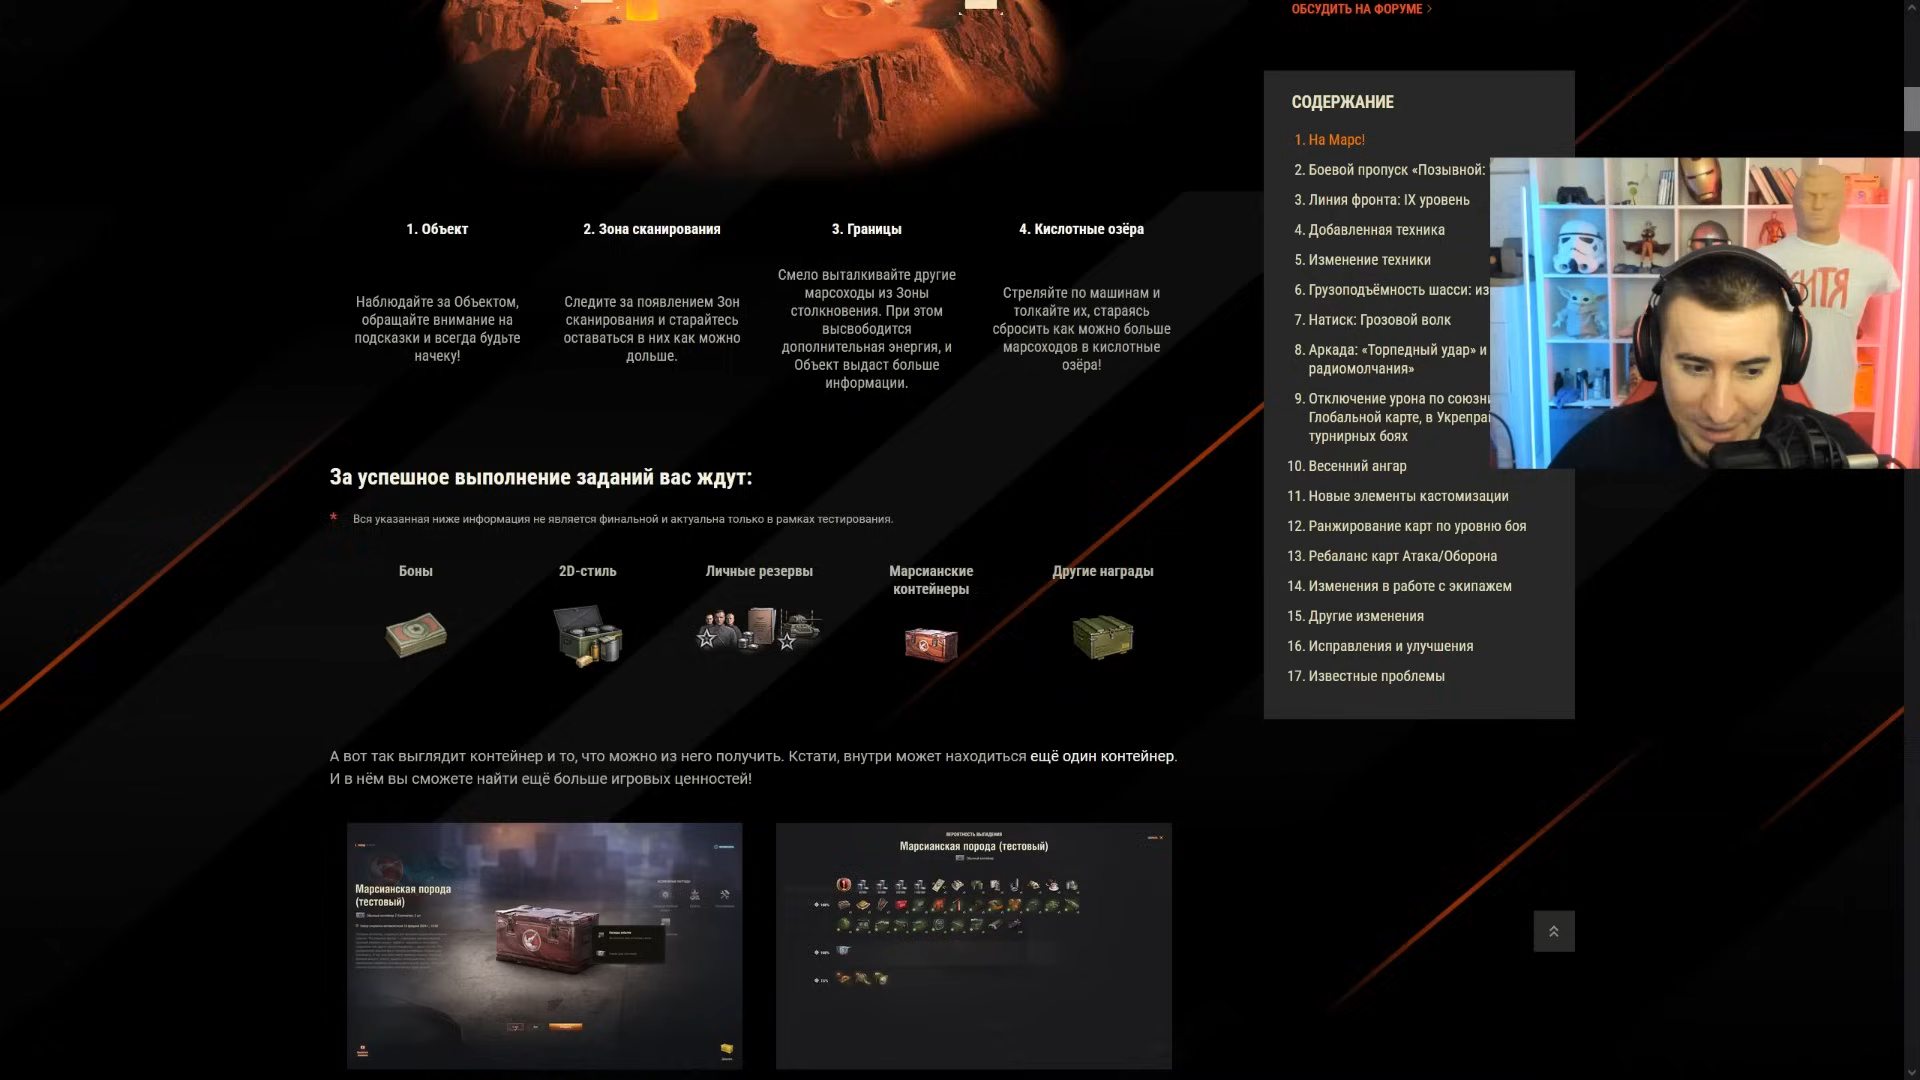 ОБСУДИТЬ НА ФОРУМЕ
СОДЕРЖАНИЕ
1. На Марс!
2. Боевой пропуск «Позывной:
3. Линия фронта: IX уровень
4. Добавленная техника
5. Изменение техники
6. Грузоподъёмность шасси: из
7. Натиск: Грозовой волк
8. Аркада: «Торпедный удар» и
радиомолчания»
9. Отключение урона по союзни
Глобальной карте, в Укрепра
турнирных боях
10. Весенний ангар
11. Новые элементы кастомизации
12. Ранжирование карт по уровню боя
13. Ребаланс карт Атака/Оборона
14. Изменения в работе с экипажем
15. Другие изменения
16. Исправления и улучшения
17. Известные проблемы
1. Объект
Наблюдайте за Объектом,
обращайте внимание на
подсказки и всегда будьте
начеку!
2. Зона сканирования
Следите за появлением Зон
сканирования и старайтесь
оставаться в них как можно
дольше.
3. Границы
Смело выталкивайте другие
марсоходы из Зоны
столкновения. При этом
высвободится
дополнительная энергия, и
Объект выдаст больше
информации.
4. Кислотные озёра
Стреляйте по машинам и
толкайте их, стараясь
сбросить как можно больше
марсоходов в кислотные
озёра!
За успешное выполнение заданий вас ждут:
* Вся указанная ниже информация не является финальной и актуальна только в рамках тестирования.
Боны
2D-стиль
Личные резервы
Марсианские
контейнеры
Другие награды
А вот так выглядит контейнер и то, что можно из него получить. Кстати, внутри может находиться ещё один контейнер.
И в нём вы сможете найти ещё больше игровых ценностей!
Марсианская порода
(тестовый)
ВЕРОЯТНОСТЬ ВЫПАДЕНИЯ
Марсианская порода (тестовый)